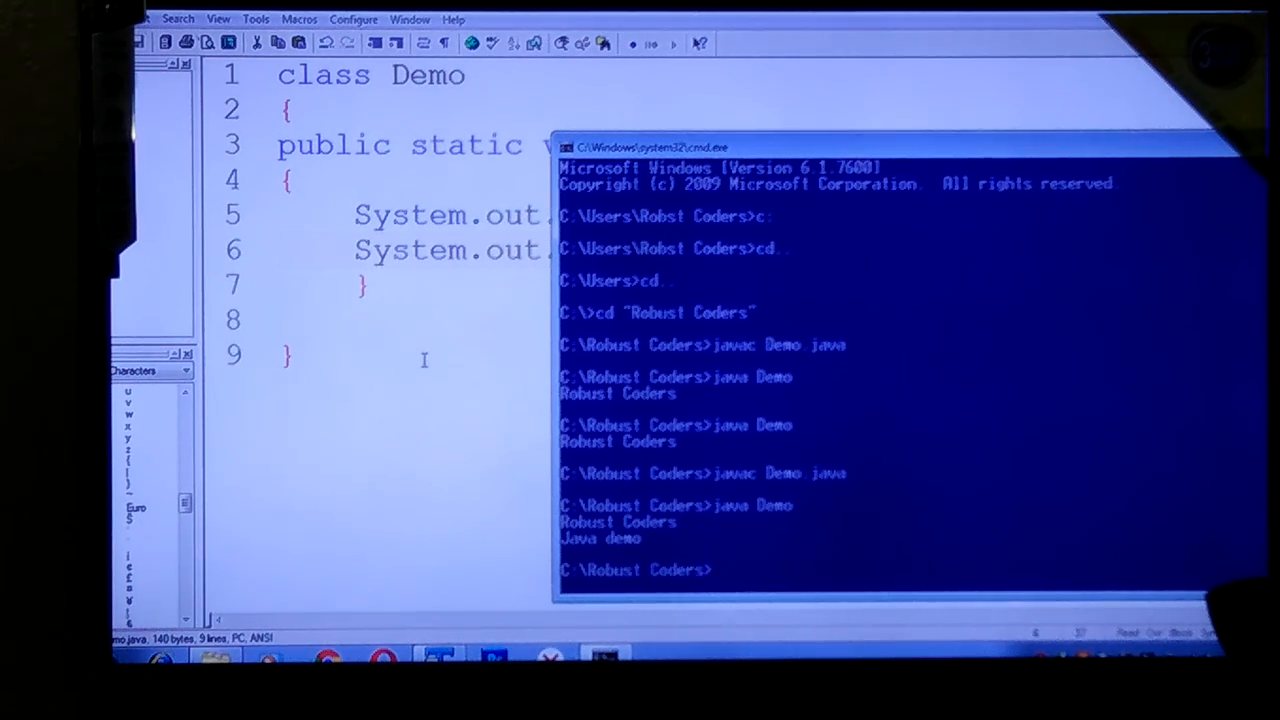 Search View Tools Macros Configure Window Help
1 class Demo
2 {
3 public static
4 {
5 System.out.
6 System.out.
7 }
8
9 }
C:\Windows\system32\cmd.exe
Microsoft Windows [Version 6.1.7600]
Copyright (c) 2009 Microsoft Corporation. All rights reserved.
C:\Users\Robst Coders>c:
C:\Users\Robst Coders>cd..
C:\Users>cd..
C:\>cd "Robust Coders"
C:\Robust Coders>javac Demo.java
C:\Robust Coders>java Demo
Robust Coders
C:\Robust Coders>java Demo
Robust Coders
C:\Robust Coders>javac Demo.java
C:\Robust Coders>java Demo
Robust Coders
Java demo
C:\Robust Coders>
Characters
u
v
w
x
y
z
{
|
}
~
Euro
Š
mo.java, 140 bytes, 9 lines, PC, ANSI